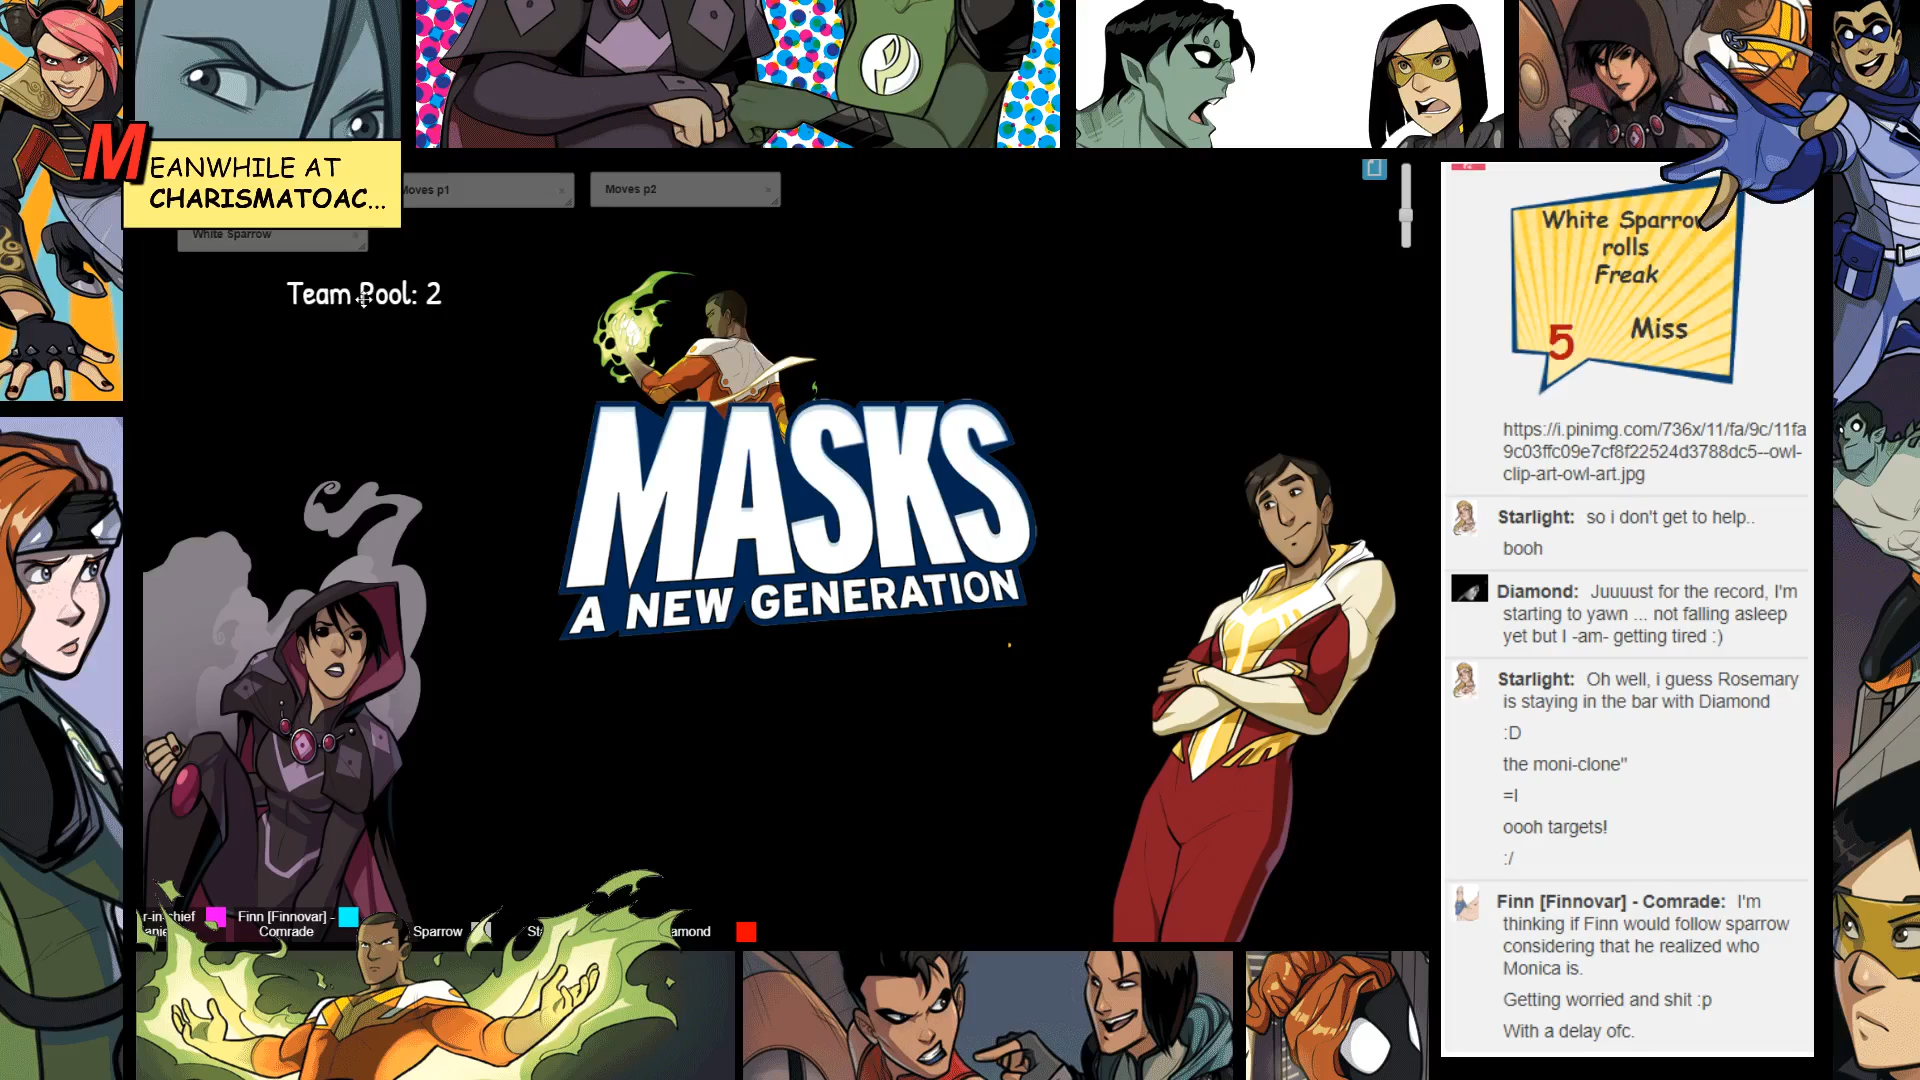 MEANWHILE AT
CHARISMATOAC...
Moves p1
Moves p2
White Sparrow
Team Pool: 2
MASKS
A NEW GENERATION
r-in-chief
Finn [Finnovar] -
Comrade
Sparrow
St
amond
White Sparrow
rolls
Freak
5
Miss
https://i.pinimg.com/736x/11/fa/9c/11fa
9c03ffc09e7cf8f22524d3788dc5--owl-
clip-art-owl-art.jpg
Starlight: so i don't get to help..
booh
Diamond: Juuuust for the record, I'm
starting to yawn ... not falling asleep
yet but I -am- getting tired :)
Starlight: Oh well, i guess Rosemary
is staying in the bar with Diamond
:D
the moni-clone"
=I
oooh targets!
:/
Finn [Finnovar] - Comrade: I'm
thinking if Finn would follow sparrow
considering that he realized who
Monica is.
Getting worried and shit :p
With a delay ofc.